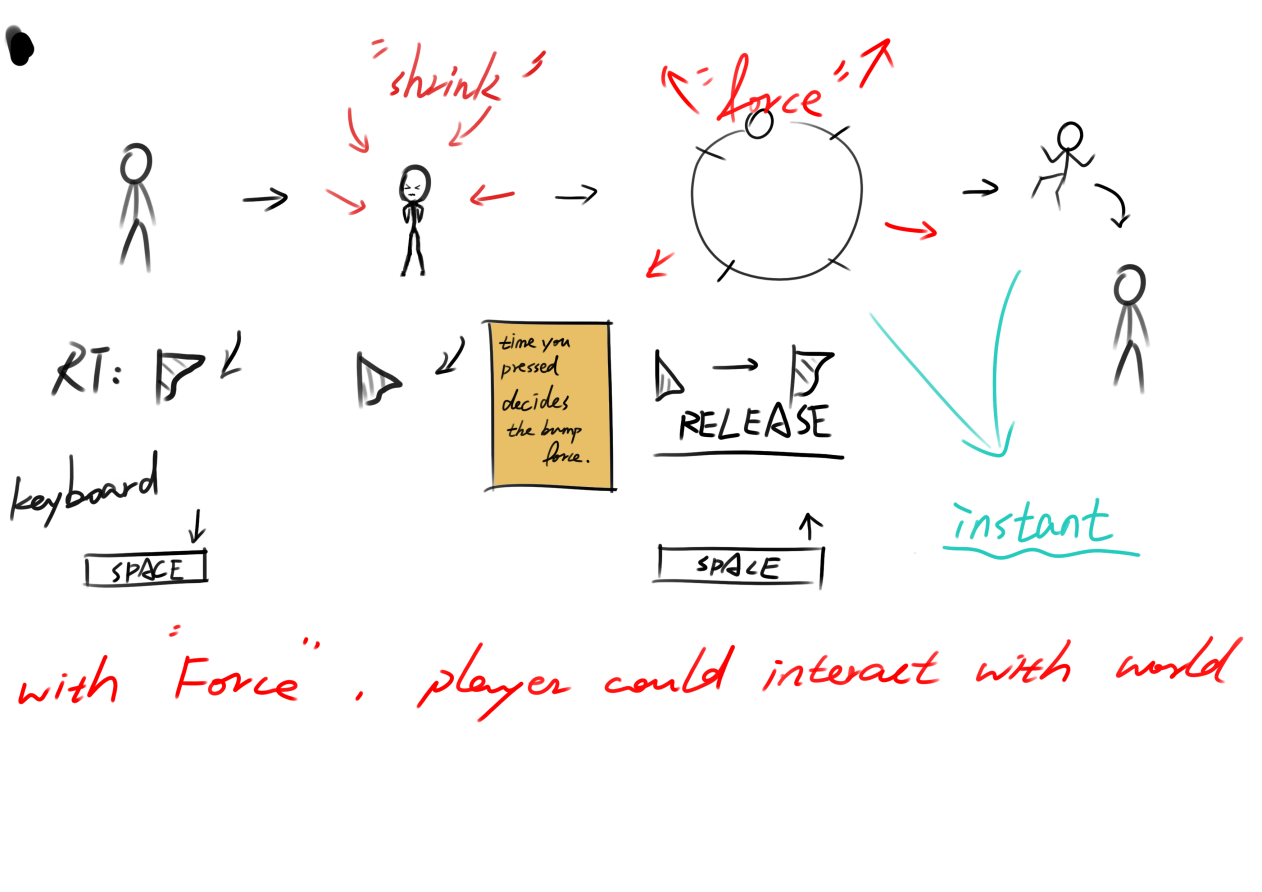 "shrink"
"force"
RT:
time you
pressed
decides
the bump
force.
RELEASE
keyboard
SPACE
SPACE
instant
with "Force", player could interact with world